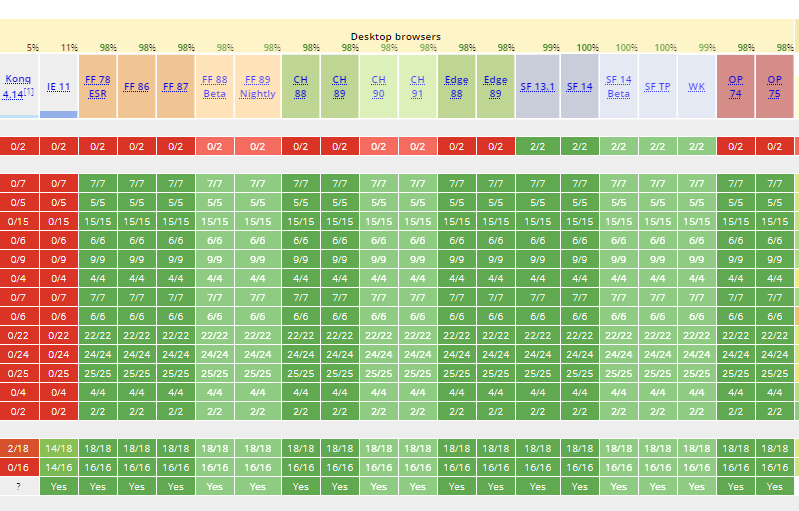 Desktop browsers
5% 11% 98% 98% 98% 98% 98% 98% 98% 98% 98% 98% 98% 99% 100% 100% 100% 99% 98% 98%
Konq 4.14[1] IE 11 FF 78 ESR FF 86 FF 87 FF 88 Beta FF 89 Nightly CH 88 CH 89 CH 90 CH 91 Edge 88 Edge 89 SF 13.1 SF 14 SF 14 Beta SF TP WK OP 74 OP 75
0/2 0/2 0/2 0/2 0/2 0/2 0/2 0/2 0/2 0/2 0/2 0/2 0/2 2/2 2/2 2/2 2/2 2/2 0/2 0/2
0/7 0/7 7/7 7/7 7/7 7/7 7/7 7/7 7/7 7/7 7/7 7/7 7/7 7/7 7/7 7/7 7/7 7/7 7/7 7/7
0/5 0/5 5/5 5/5 5/5 5/5 5/5 5/5 5/5 5/5 5/5 5/5 5/5 5/5 5/5 5/5 5/5 5/5 5/5 5/5
0/15 0/15 15/15 15/15 15/15 15/15 15/15 15/15 15/15 15/15 15/15 15/15 15/15 15/15 15/15 15/15 15/15 15/15 15/15 15/15
0/6 0/6 6/6 6/6 6/6 6/6 6/6 6/6 6/6 6/6 6/6 6/6 6/6 6/6 6/6 6/6 6/6 6/6 6/6 6/6
0/9 0/9 9/9 9/9 9/9 9/9 9/9 9/9 9/9 9/9 9/9 9/9 9/9 9/9 9/9 9/9 9/9 9/9 9/9 9/9
0/4 0/4 4/4 4/4 4/4 4/4 4/4 4/4 4/4 4/4 4/4 4/4 4/4 4/4 4/4 4/4 4/4 4/4 4/4 4/4
0/7 0/7 7/7 7/7 7/7 7/7 7/7 7/7 7/7 7/7 7/7 7/7 7/7 7/7 7/7 7/7 7/7 7/7 7/7 7/7
0/6 0/6 6/6 6/6 6/6 6/6 6/6 6/6 6/6 6/6 6/6 6/6 6/6 6/6 6/6 6/6 6/6 6/6 6/6 6/6
0/22 0/22 22/22 22/22 22/22 22/22 22/22 22/22 22/22 22/22 22/22 22/22 22/22 22/22 22/22 22/22 22/22 22/22 22/22 22/22
0/24 0/24 24/24 24/24 24/24 24/24 24/24 24/24 24/24 24/24 24/24 24/24 24/24 24/24 24/24 24/24 24/24 24/24 24/24 24/24
0/25 0/25 25/25 25/25 25/25 25/25 25/25 25/25 25/25 25/25 25/25 25/25 25/25 25/25 25/25 25/25 25/25 25/25 25/25 25/25
0/4 0/4 4/4 4/4 4/4 4/4 4/4 4/4 4/4 4/4 4/4 4/4 4/4 4/4 4/4 4/4 4/4 4/4 4/4 4/4
0/2 0/2 2/2 2/2 2/2 2/2 2/2 2/2 2/2 2/2 2/2 2/2 2/2 2/2 2/2 2/2 2/2 2/2 2/2 2/2
2/18 14/18 18/18 18/18 18/18 18/18 18/18 18/18 18/18 18/18 18/18 18/18 18/18 18/18 18/18 18/18 18/18 18/18 18/18 18/18
0/16 14/16 16/16 16/16 16/16 16/16 16/16 16/16 16/16 16/16 16/16 16/16 16/16 16/16 16/16 16/16 16/16 16/16 16/16 16/16
? Yes Yes Yes Yes Yes Yes Yes Yes Yes Yes Yes Yes Yes Yes Yes Yes Yes Yes Yes